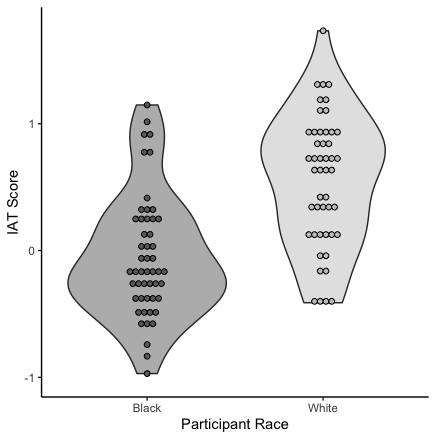 IAT Score
1
0
-1
Black White
Participant Race